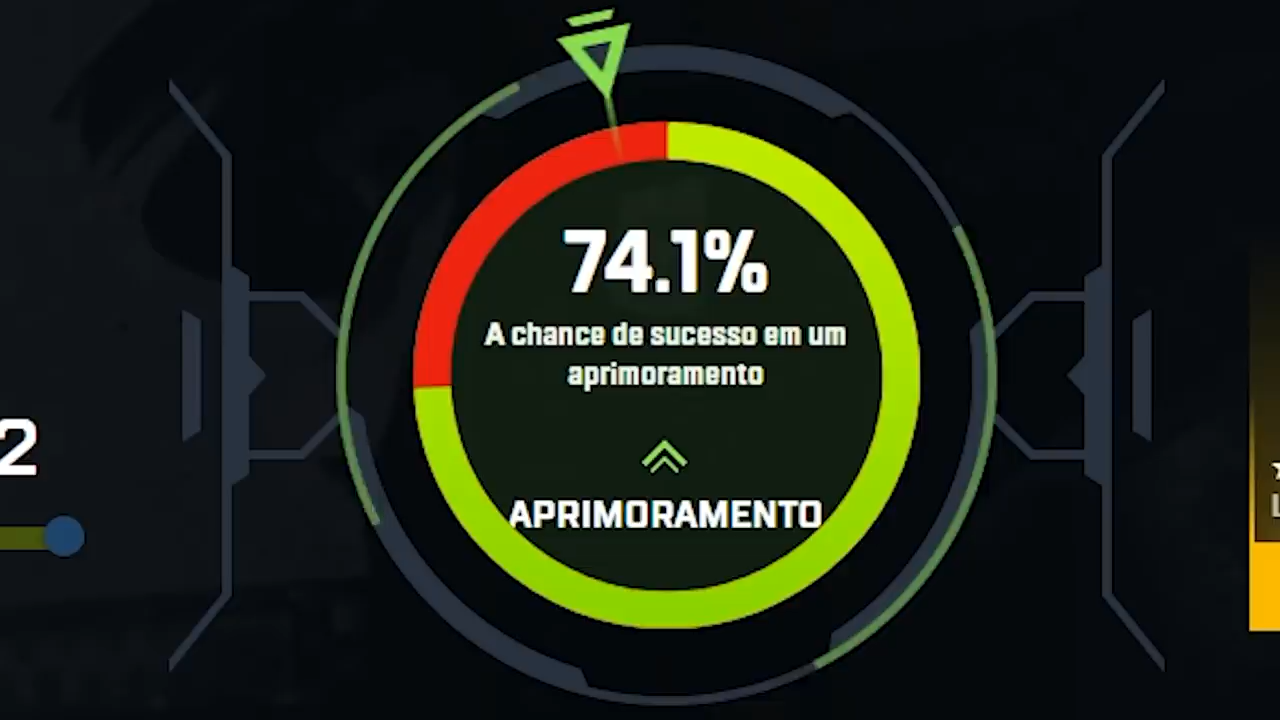 74.1%
A chance de sucesso em um
aprimoramento
2
APRIMORAMENTO